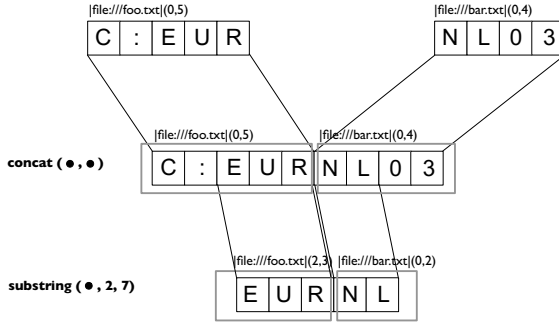 |file:///foo.txt|(0,5) |file:///bar.txt|(0,4)
C : E U R N L 0 3
|file:///foo.txt|(0,5) |file:///bar.txt|(0,4)
concat ( ● , ● ) C : E U R N L 0 3
|file:///foo.txt|(2,3) |file:///bar.txt|(0,2)
substring ( ● , 2, 7) E U R N L